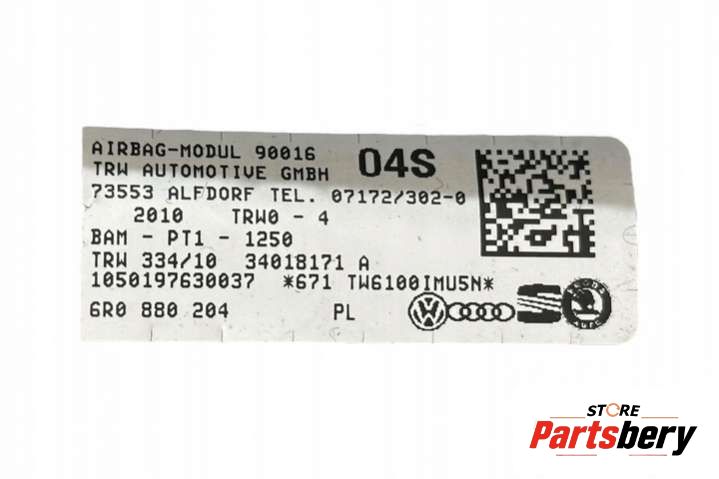 AIRBAG-MODUL 90016 04S
TRW AUTOMOTIVE GMBH
73553 ALFDORF TEL. 07172/302-0
2010 TRW0 - 4
BAM - PT1 - 1250
TRW 334/10 34018171 A
1050197630037 *671 TW6100IMU5N*
6R0 880 204 PL
STORE
Partsbery